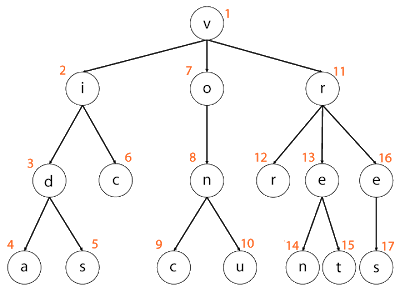 v 1
2 7 11
i o r
3 6 8 12 13 16
d c n r e e
4 5 9 10 14 15 17
a s c u n t s